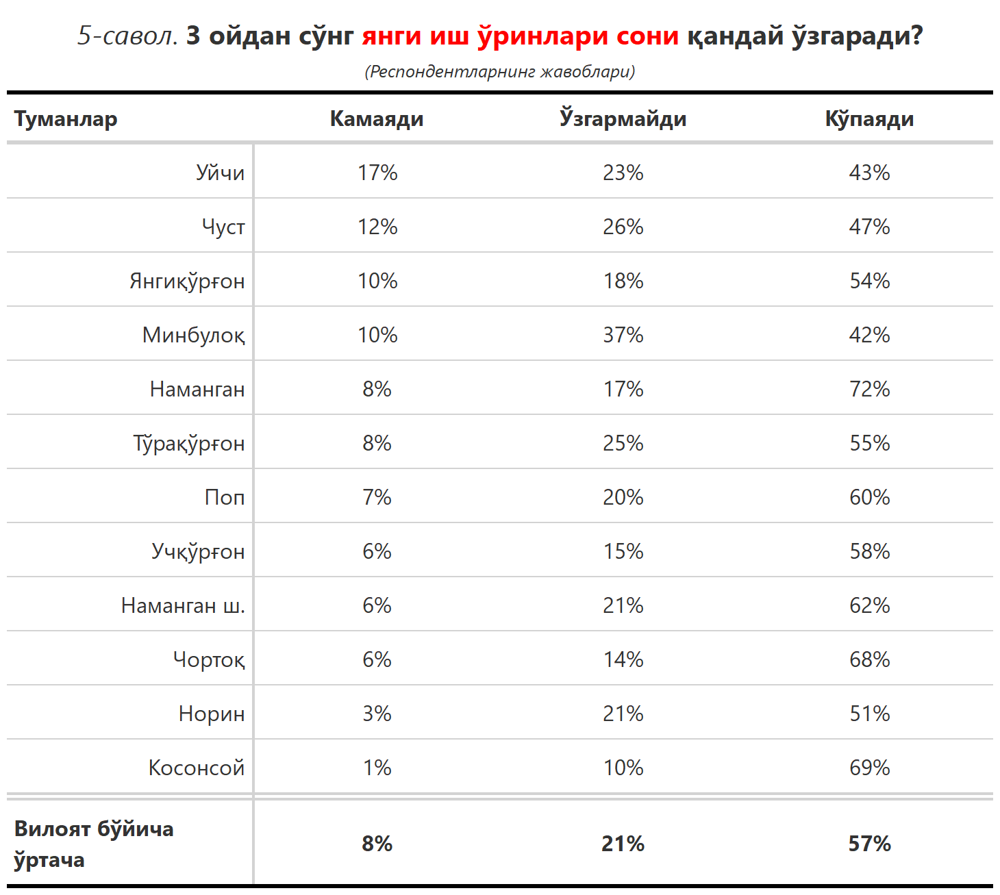 5-савол. 3 ойдан сўнг янги иш ўринлари сони қандай ўзгаради?
(Респондентларнинг жавоблари)
Туманлар Камаяди Ўзгармайди Кўпаяди
Уйчи 17% 23% 43%
Чуст 12% 26% 47%
Янгиқўрғон 10% 18% 54%
Минбулоқ 10% 37% 42%
Наманган 8% 17% 72%
Тўрақўрғон 8% 25% 55%
Поп 7% 20% 60%
Учқўрғон 6% 15% 58%
Наманган ш. 6% 21% 62%
Чортоқ 6% 14% 68%
Норин 3% 21% 51%
Косонсой 1% 10% 69%
Вилоят бўйича
ўртача 8% 21% 57%